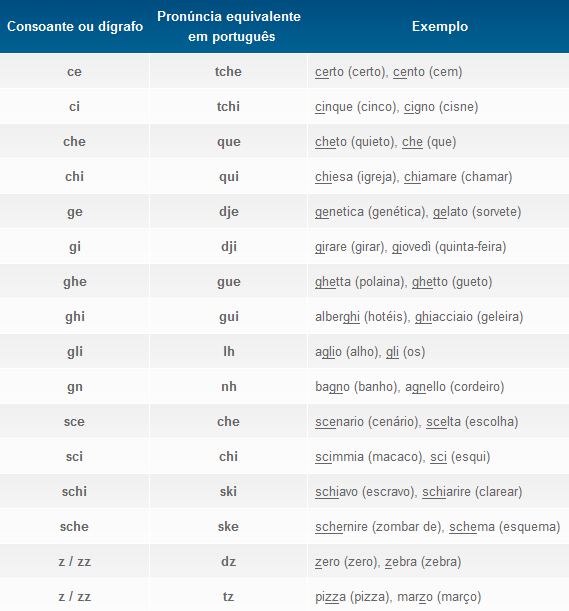 Consoante ou dígrafo Pronúncia equivalente em português Exemplo
ce tche certo (certo), cento (cem)
ci tchi cinque (cinco), cigno (cisne)
che que cheto (quieto), che (que)
chi qui chiesa (igreja), chiamare (chamar)
ge dje genetica (genética), gelato (sorvete)
gi dji girare (girar), giovedì (quinta-feira)
ghe gue ghetta (polaina), ghetto (gueto)
ghi gui alberghi (hotéis), ghiacciaio (geleira)
gli lh aglio (alho), gli (os)
gn nh bagno (banho), agnello (cordeiro)
sce che scenario (cenário), scelta (escolha)
sci chi scimmia (macaco), sci (esqui)
schi ski schiavo (escravo), schiarire (clarear)
sche ske schernire (zombar de), schema (esquema)
z / zz dz zero (zero), zebra (zebra)
z / zz tz pizza (pizza), marzo (março)